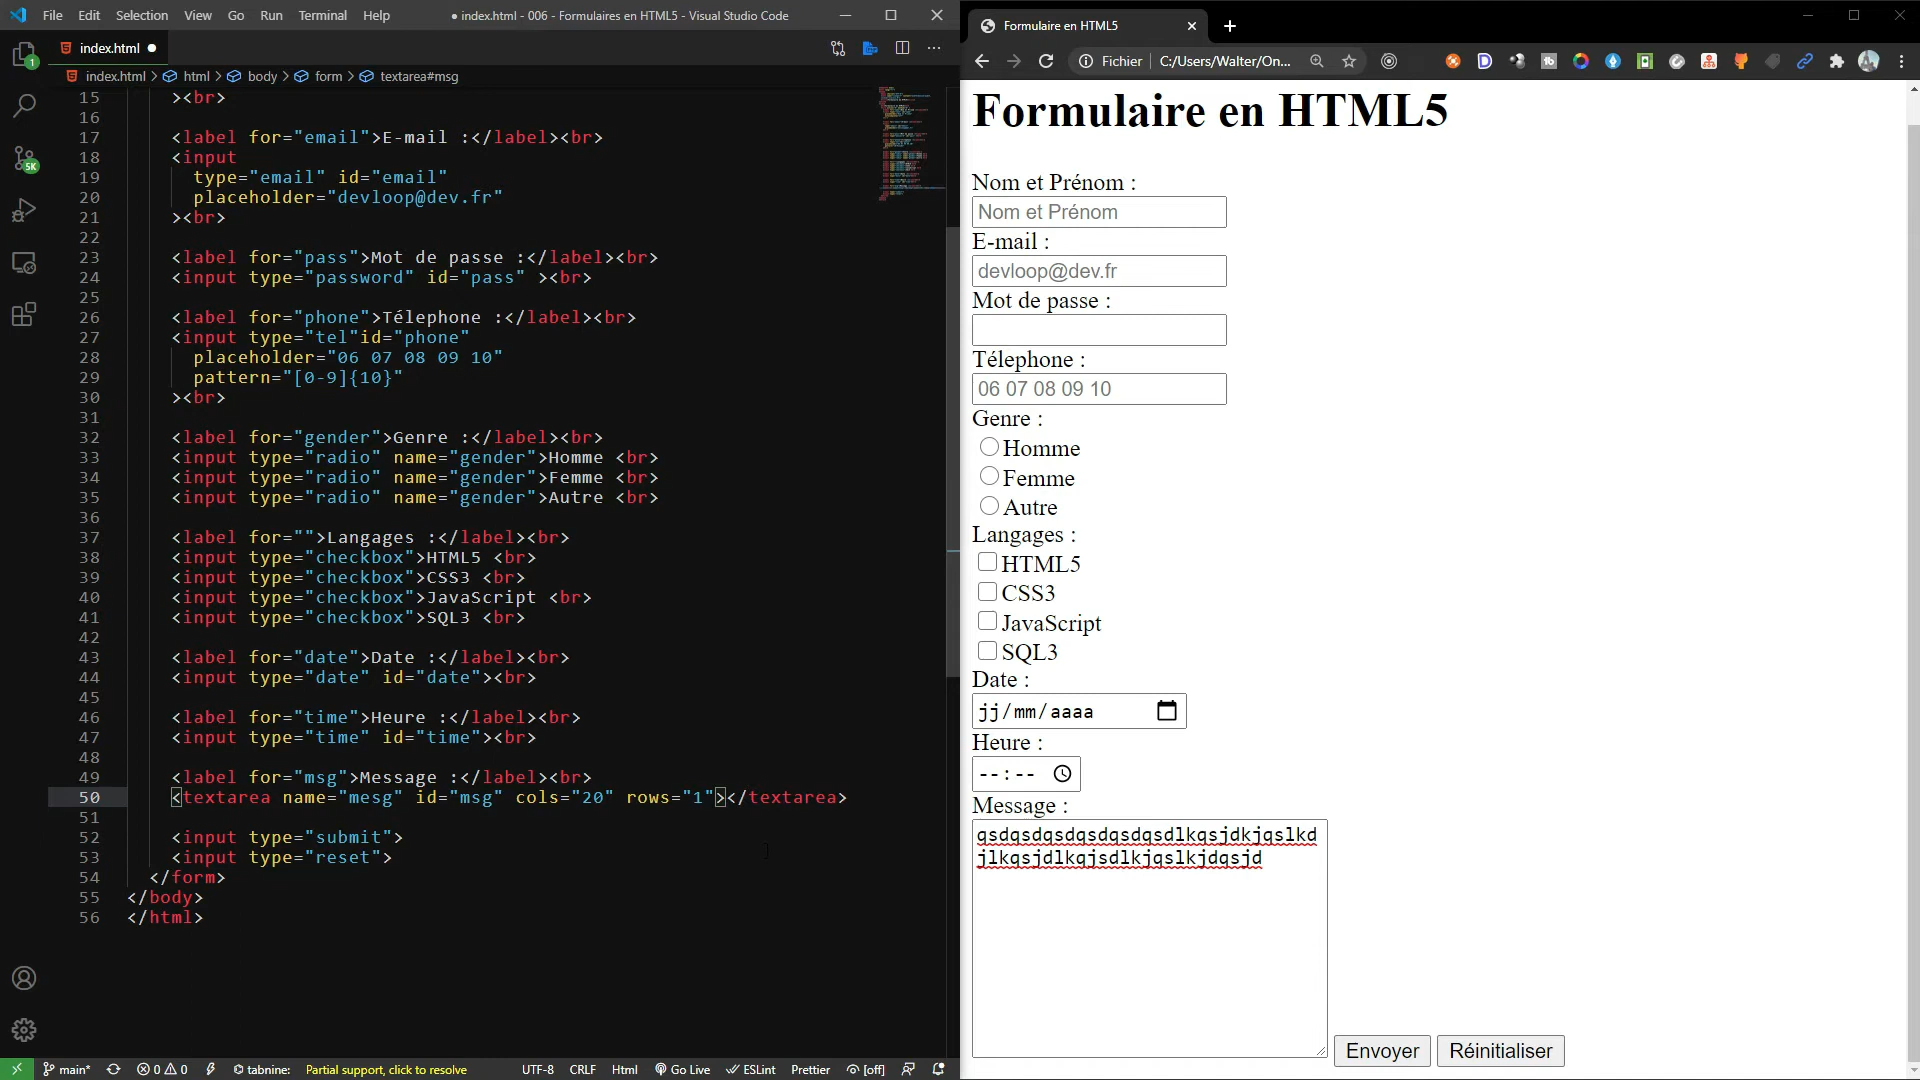 File Edit Selection View Go Run Terminal Help
● index.html - 006 - Formulaires en HTML5 - Visual Studio Code
index.html ●
index.html > html > body > form > textarea#msg
15 ><br>
16
17 <label for="email">E-mail :</label><br>
18 <input
19 type="email" id="email"
20 placeholder="devloop@dev.fr"
21 ><br>
22
23 <label for="pass">Mot de passe :</label><br>
24 <input type="password" id="pass" ><br>
25
26 <label for="phone">Télephone :</label><br>
27 <input type="tel"id="phone"
28 placeholder="06 07 08 09 10"
29 pattern="[0-9]{10}"
30 ><br>
31
32 <label for="gender">Genre :</label><br>
33 <input type="radio" name="gender">Homme <br>
34 <input type="radio" name="gender">Femme <br>
35 <input type="radio" name="gender">Autre <br>
36
37 <label for="">Langages :</label><br>
38 <input type="checkbox">HTML5 <br>
39 <input type="checkbox">CSS3 <br>
40 <input type="checkbox">JavaScript <br>
41 <input type="checkbox">SQL3 <br>
42
43 <label for="date">Date :</label><br>
44 <input type="date" id="date"><br>
45
46 <label for="time">Heure :</label><br>
47 <input type="time" id="time"><br>
48
49 <label for="msg">Message :</label><br>
50 <textarea name="mesg" id="msg" cols="20" rows="1"></textarea>
51
52 <input type="submit">
53 <input type="reset">
54 </form>
55 </body>
56 </html>
1
5K
main* 0 0 tabnine: Partial support, click to resolve UTF-8 CRLF Html Go Live ESLint Prettier [off]
Formulaire en HTML5
Fichier C:/Users/Walter/On...
Formulaire en HTML5
Nom et Prénom :
Nom et Prénom
E-mail :
devloop@dev.fr
Mot de passe :
Télephone :
06 07 08 09 10
Genre :
Homme
Femme
Autre
Langages :
HTML5
CSS3
JavaScript
SQL3
Date :
jj/mm/aaaa
Heure :
--:--
Message :
qsdqsdqsdqsdqsdqsdlkqsjdkjqslkd
jlkqsjdlkqjsdlkjqslkjdqsjd
Envoyer Réinitialiser